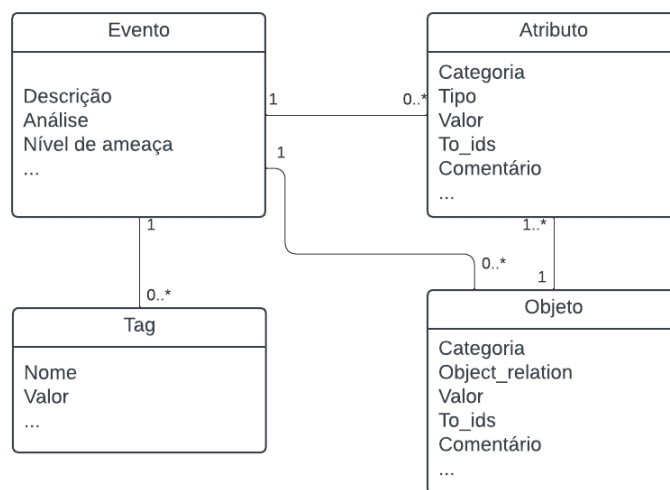 Evento
Descrição
Análise
Nível de ameaça
...
1
0..*
Atributo
Categoria
Tipo
Valor
To_ids
Comentário
...
1
0..*
1
0..*
1..*
1
Tag
Nome
Valor
...
Objeto
Categoria
Object_relation
Valor
To_ids
Comentário
...